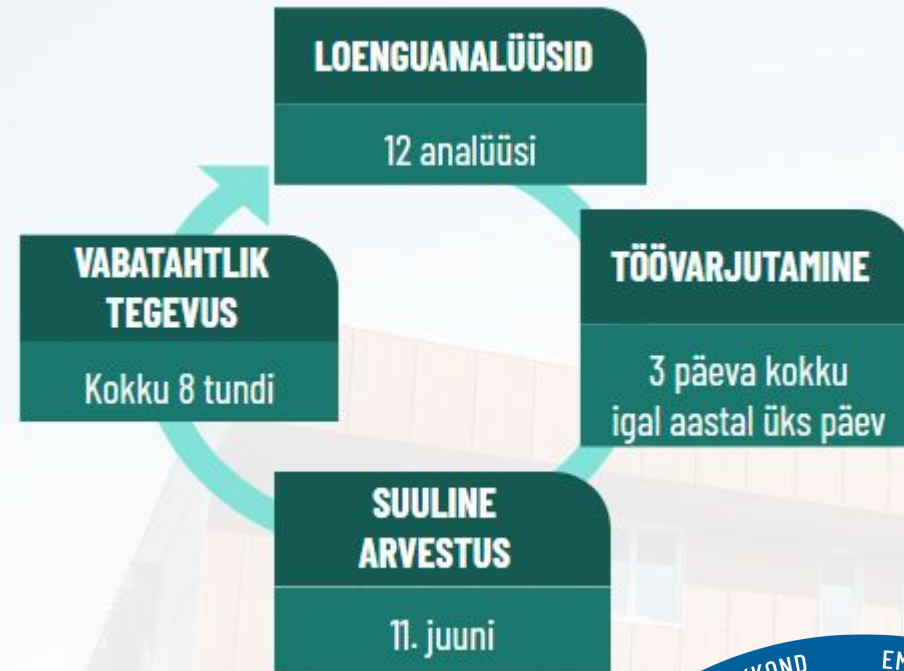 LOENGUANALÜÜSID
12 analüüsi
TÖÖVARJUTAMINE
3 päeva kokku
igal aastal üks päev
SUULINE
ARVESTUS
11. juuni
VABATAHTLIK
TEGEVUS
Kokku 8 tundi